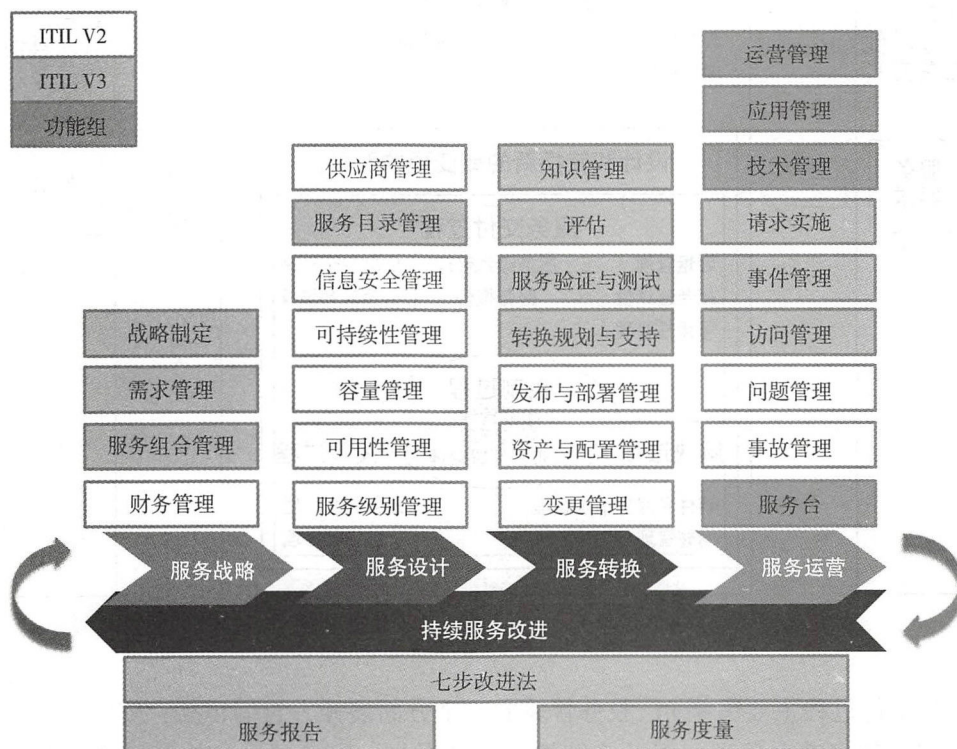 ITIL V2
ITIL V3
功能组
战略制定
需求管理
服务组合管理
财务管理
供应商管理
服务目录管理
信息安全管理
可持续性管理
容量管理
可用性管理
服务级别管理
知识管理
评估
服务验证与测试
转换规划与支持
发布与部署管理
资产与配置管理
变更管理
运营管理
应用管理
技术管理
请求实施
事件管理
访问管理
问题管理
事故管理
服务台
服务战略
服务设计
服务转换
服务运营
持续服务改进
七步改进法
服务报告
服务度量